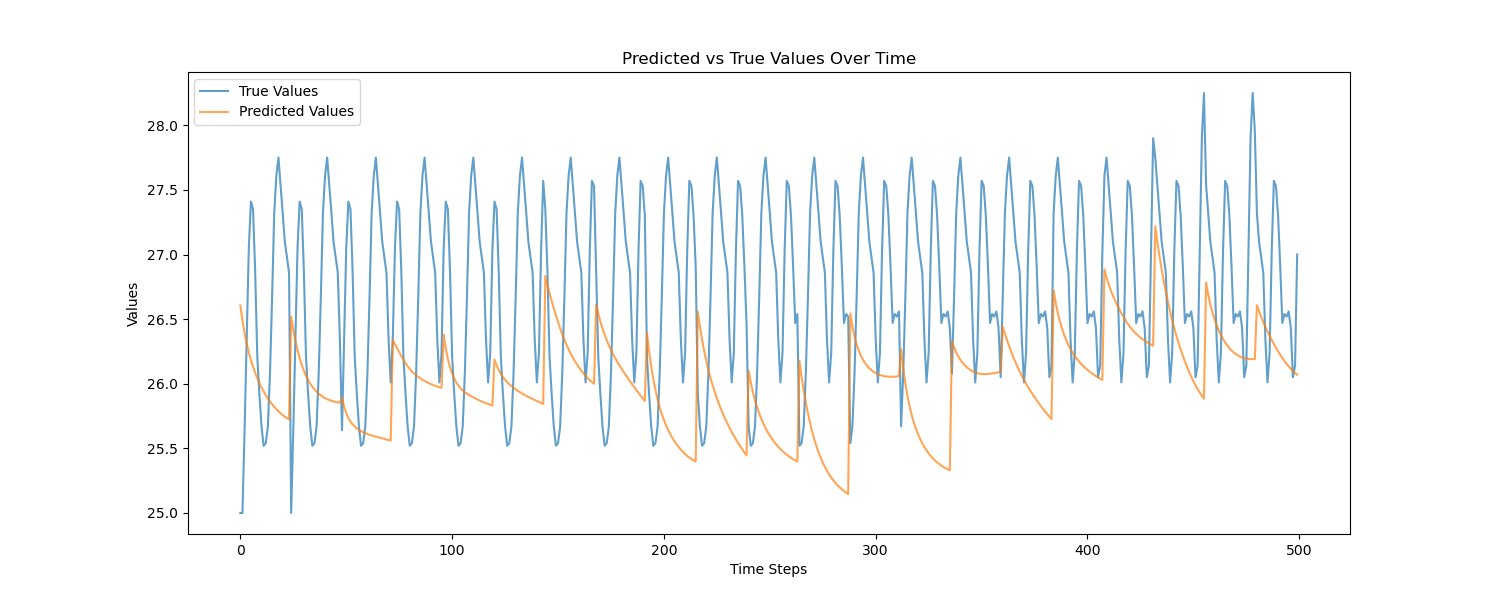 Predicted vs True Values Over Time
True Values
Predicted Values
28.0
27.5
27.0
26.5
26.0
25.5
25.0
Values
0 100 200 300 400 500
Time Steps